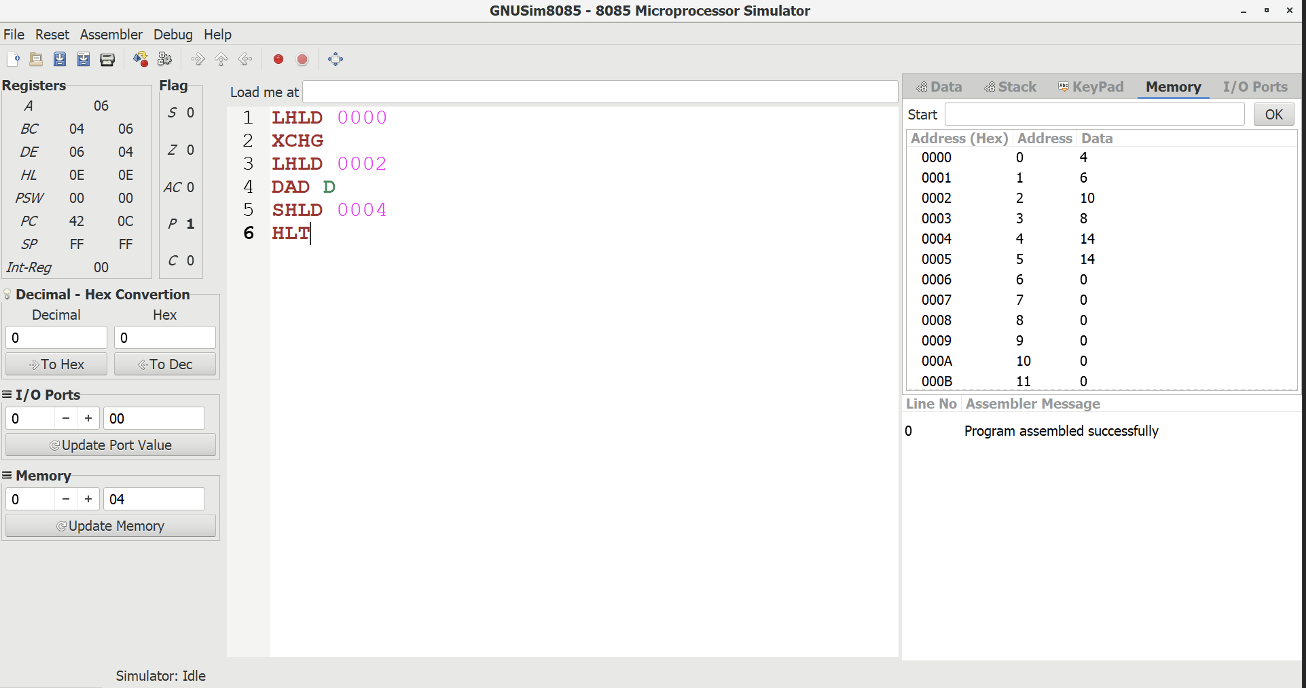 GNUSim8085 - 8085 Microprocessor Simulator
File Reset Assembler Debug Help
Registers
A 06
BC 04 06
DE 06 04
HL 0E 0E
PSW 00 00
PC 42 0C
SP FF FF
Int-Reg 00
Flag
S 0
Z 0
AC 0
P 1
C 0
Decimal - Hex Convertion
Decimal Hex
0 0
To Hex To Dec
I/O Ports
0 - + 00
Update Port Value
Memory
0 - + 04
Update Memory
Load me at
1 LHLD 0000
2 XCHG
3 LHLD 0002
4 DAD D
5 SHLD 0004
6 HLT
Data Stack KeyPad Memory I/O Ports
Start OK
Address (Hex) Address Data
0000 0 4
0001 1 6
0002 2 10
0003 3 8
0004 4 14
0005 5 14
0006 6 0
0007 7 0
0008 8 0
0009 9 0
000A 10 0
000B 11 0
Line No Assembler Message
0 Program assembled successfully
Simulator: Idle